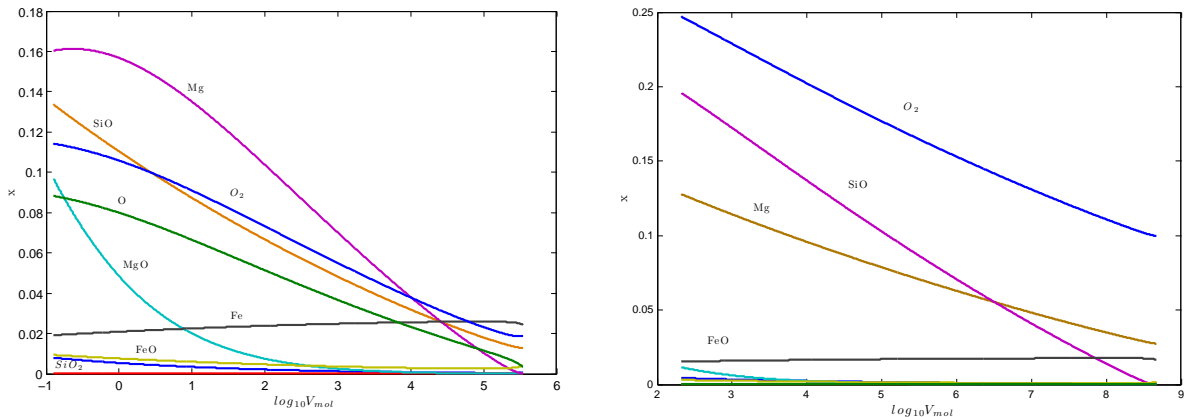 0.18
0.16
0.14
0.12
0.1
0.08
0.06
0.04
0.02
0
x
Mg
SiO
O₂
O
MgO
Fe
FeO
SiO₂
−1 0 1 2 3 4 5 6
log₁₀V_mol
0.25
0.2
0.15
0.1
0.05
0
x
O₂
SiO
Mg
FeO
2 3 4 5 6 7 8 9
log₁₀V_mol